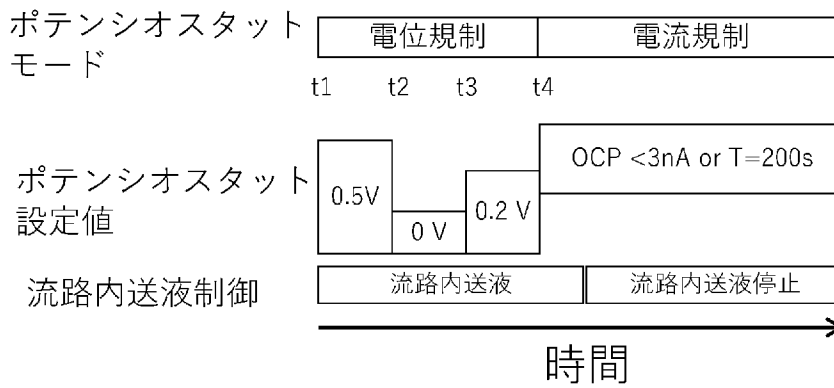 ポテンシオスタット
モード
電位規制
電流規制
t1
t2
t3
t4
ポテンシオスタット
設定値
0.5V
0 V
0.2 V
OCP <3nA or T=200s
流路内送液制御
流路内送液
流路内送液停止
時間